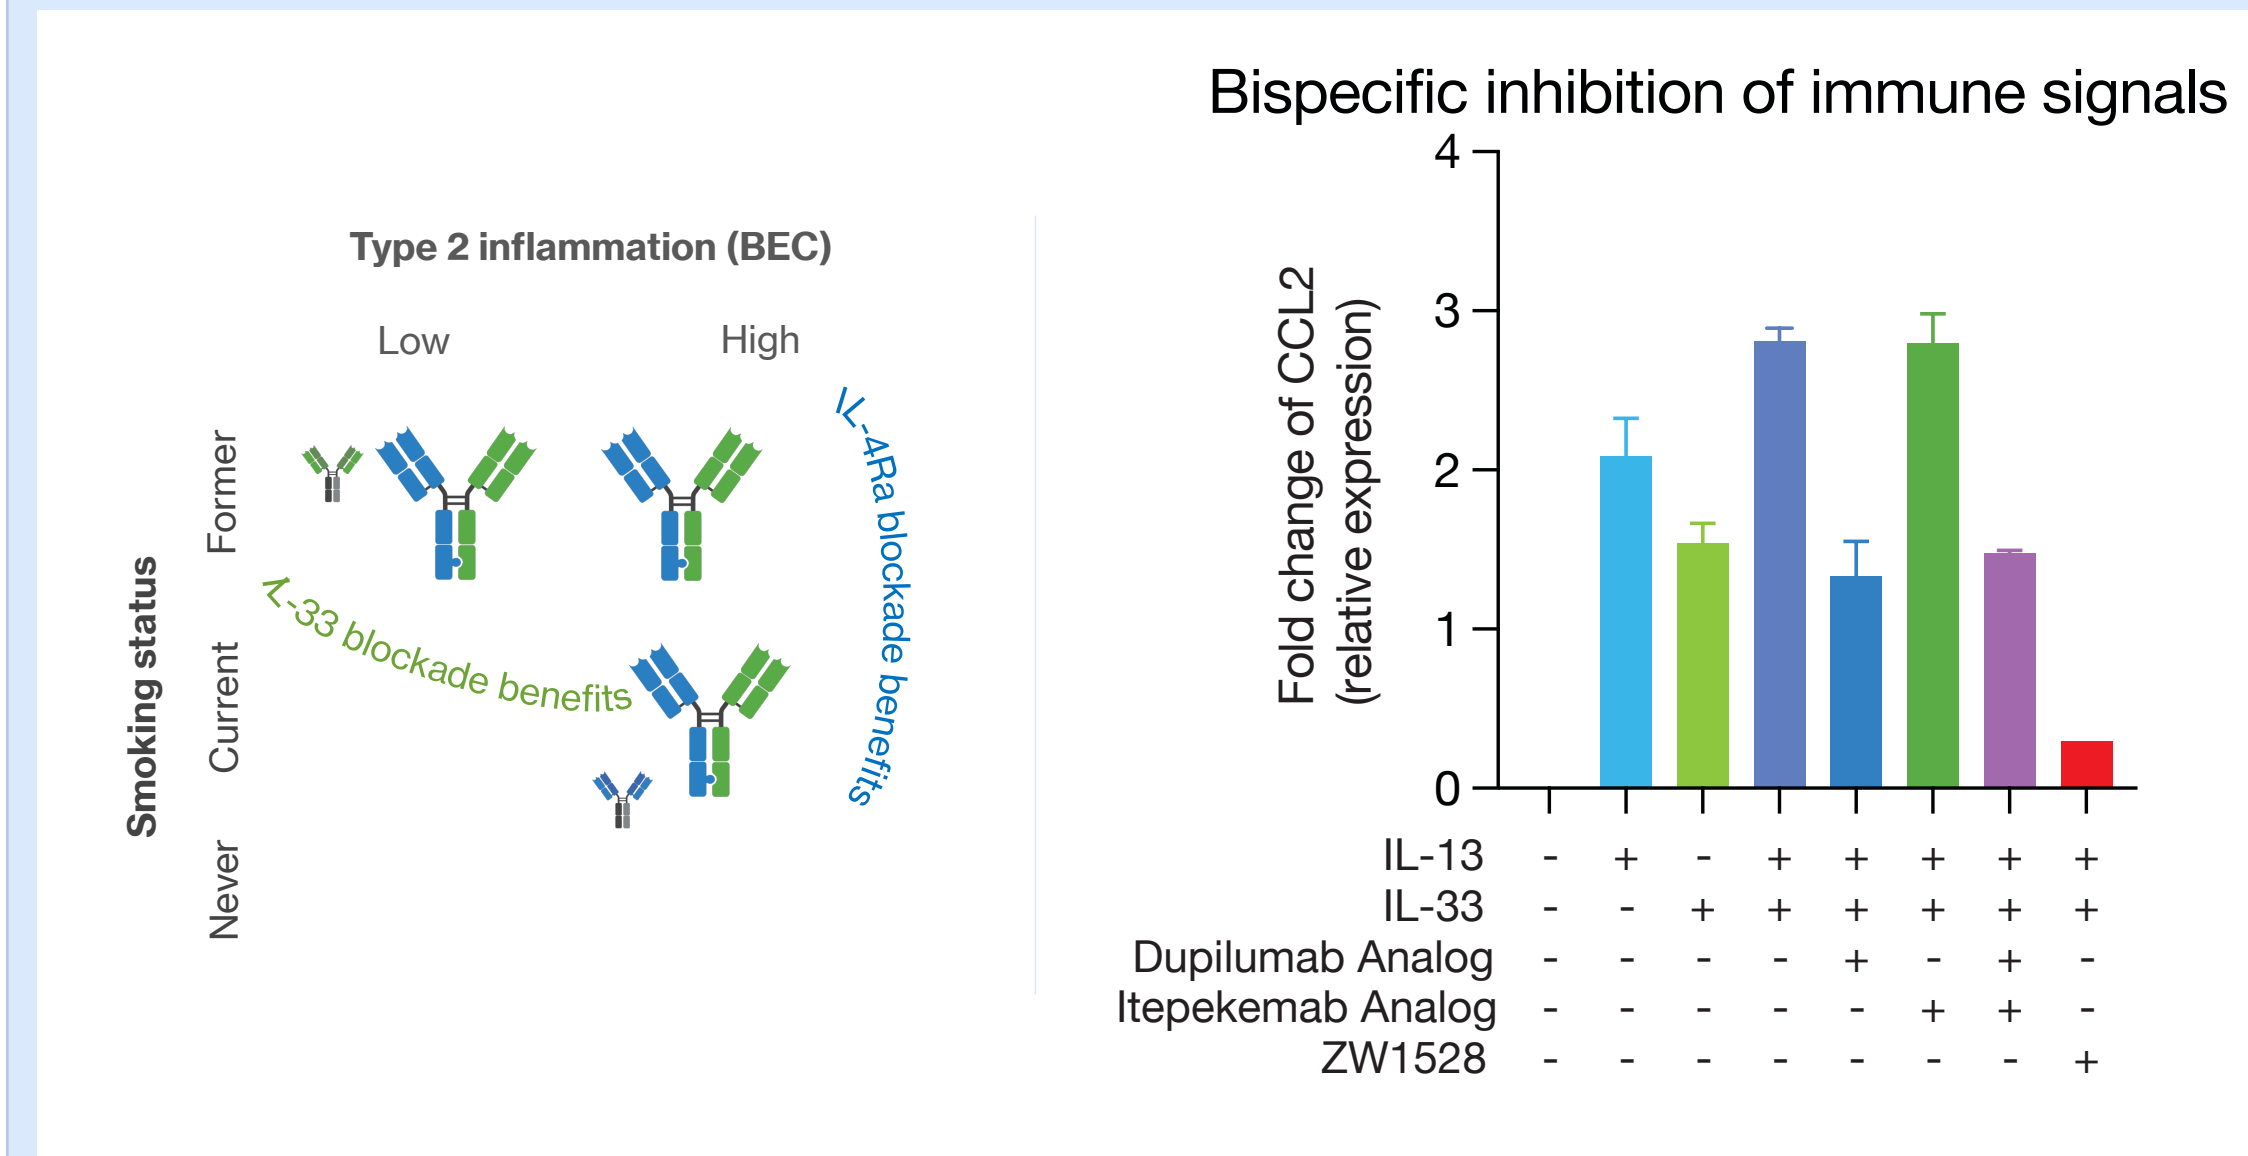 Type 2 inflammation (BEC)
Low High
Smoking status
Former
Current
Never
IL-33 blockade benefits
IL-4Ra blockade benefits
Bispecific inhibition of immune signals
Fold change of CCL2
(relative expression)
4
3
2
1
0
IL-13 - + - + + + + +
IL-33 - - + + + + + +
Dupilumab Analog - - - - + - + -
Itepekemab Analog - - - - - + + -
ZW1528 - - - - - - - +